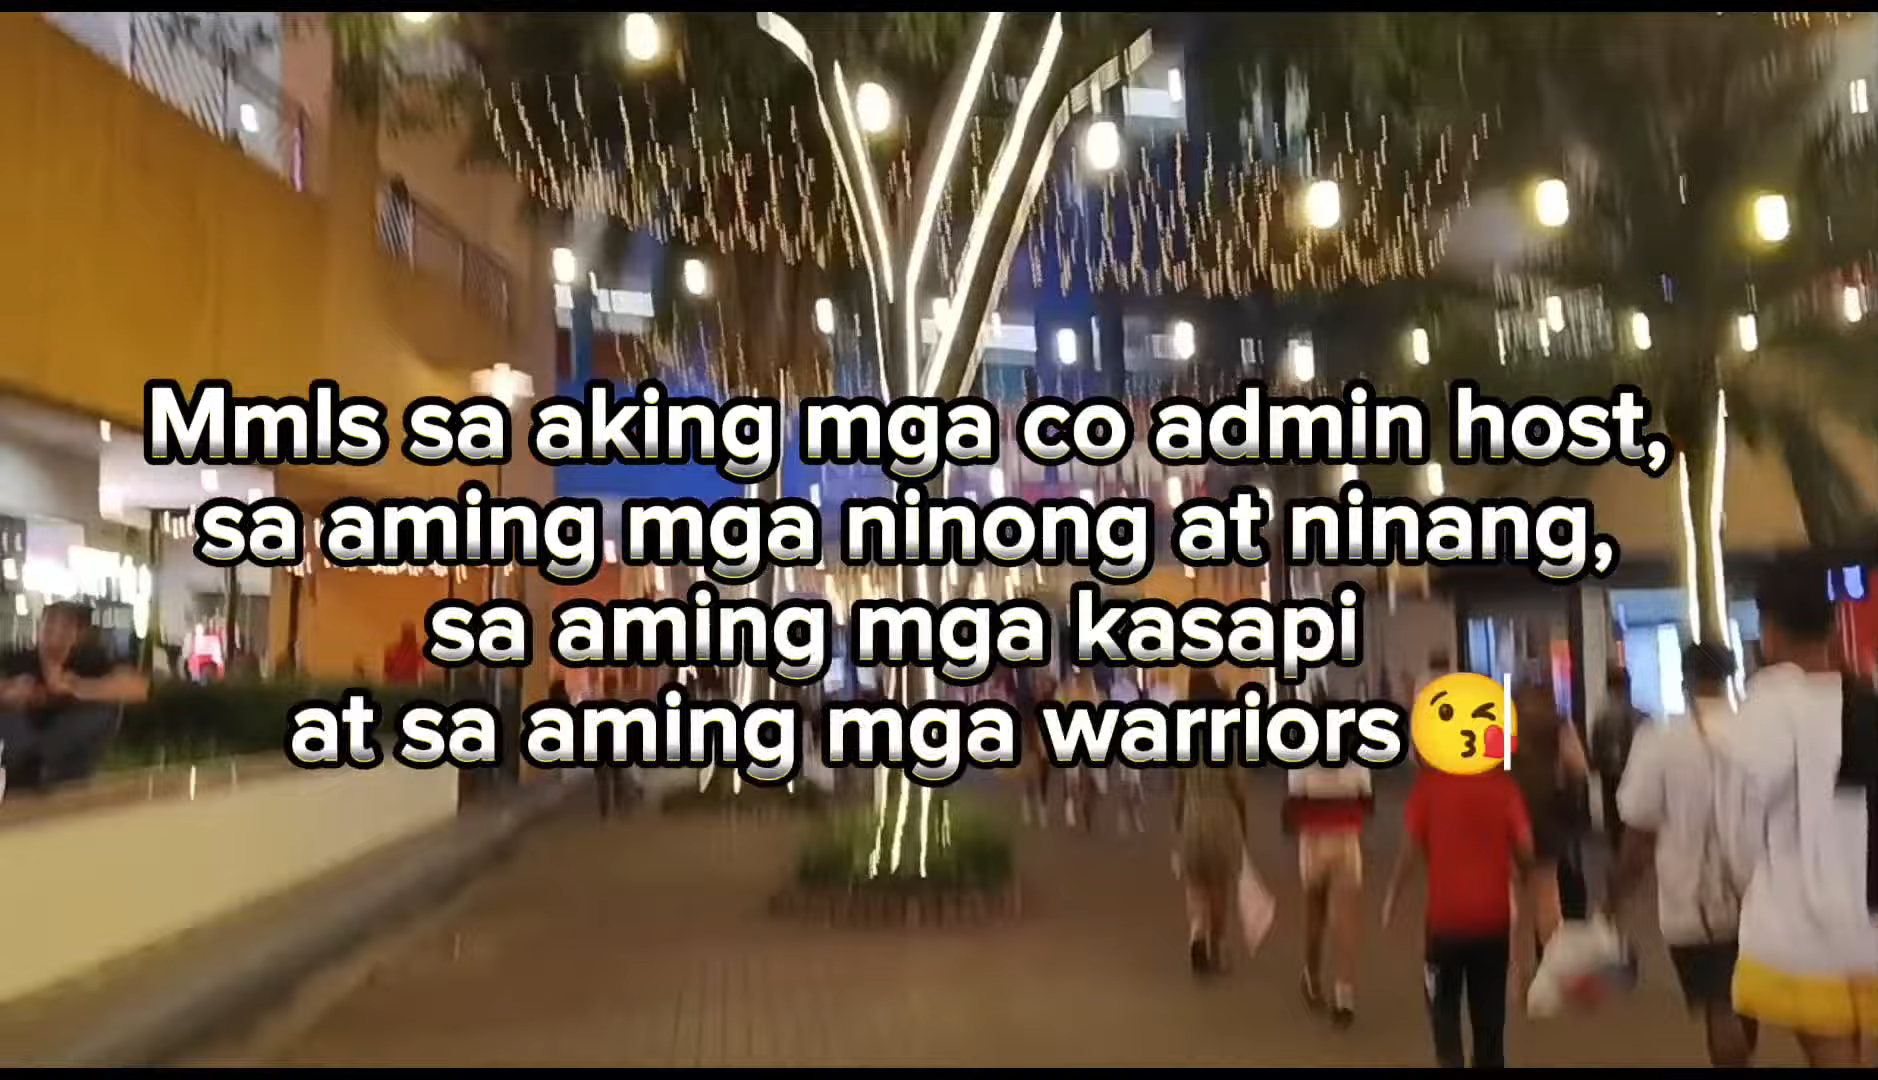 Mmls sa aking mga co admin host,
sa aming mga ninong at ninang,
sa aming mga kasapi
at sa aming mga warriors😘